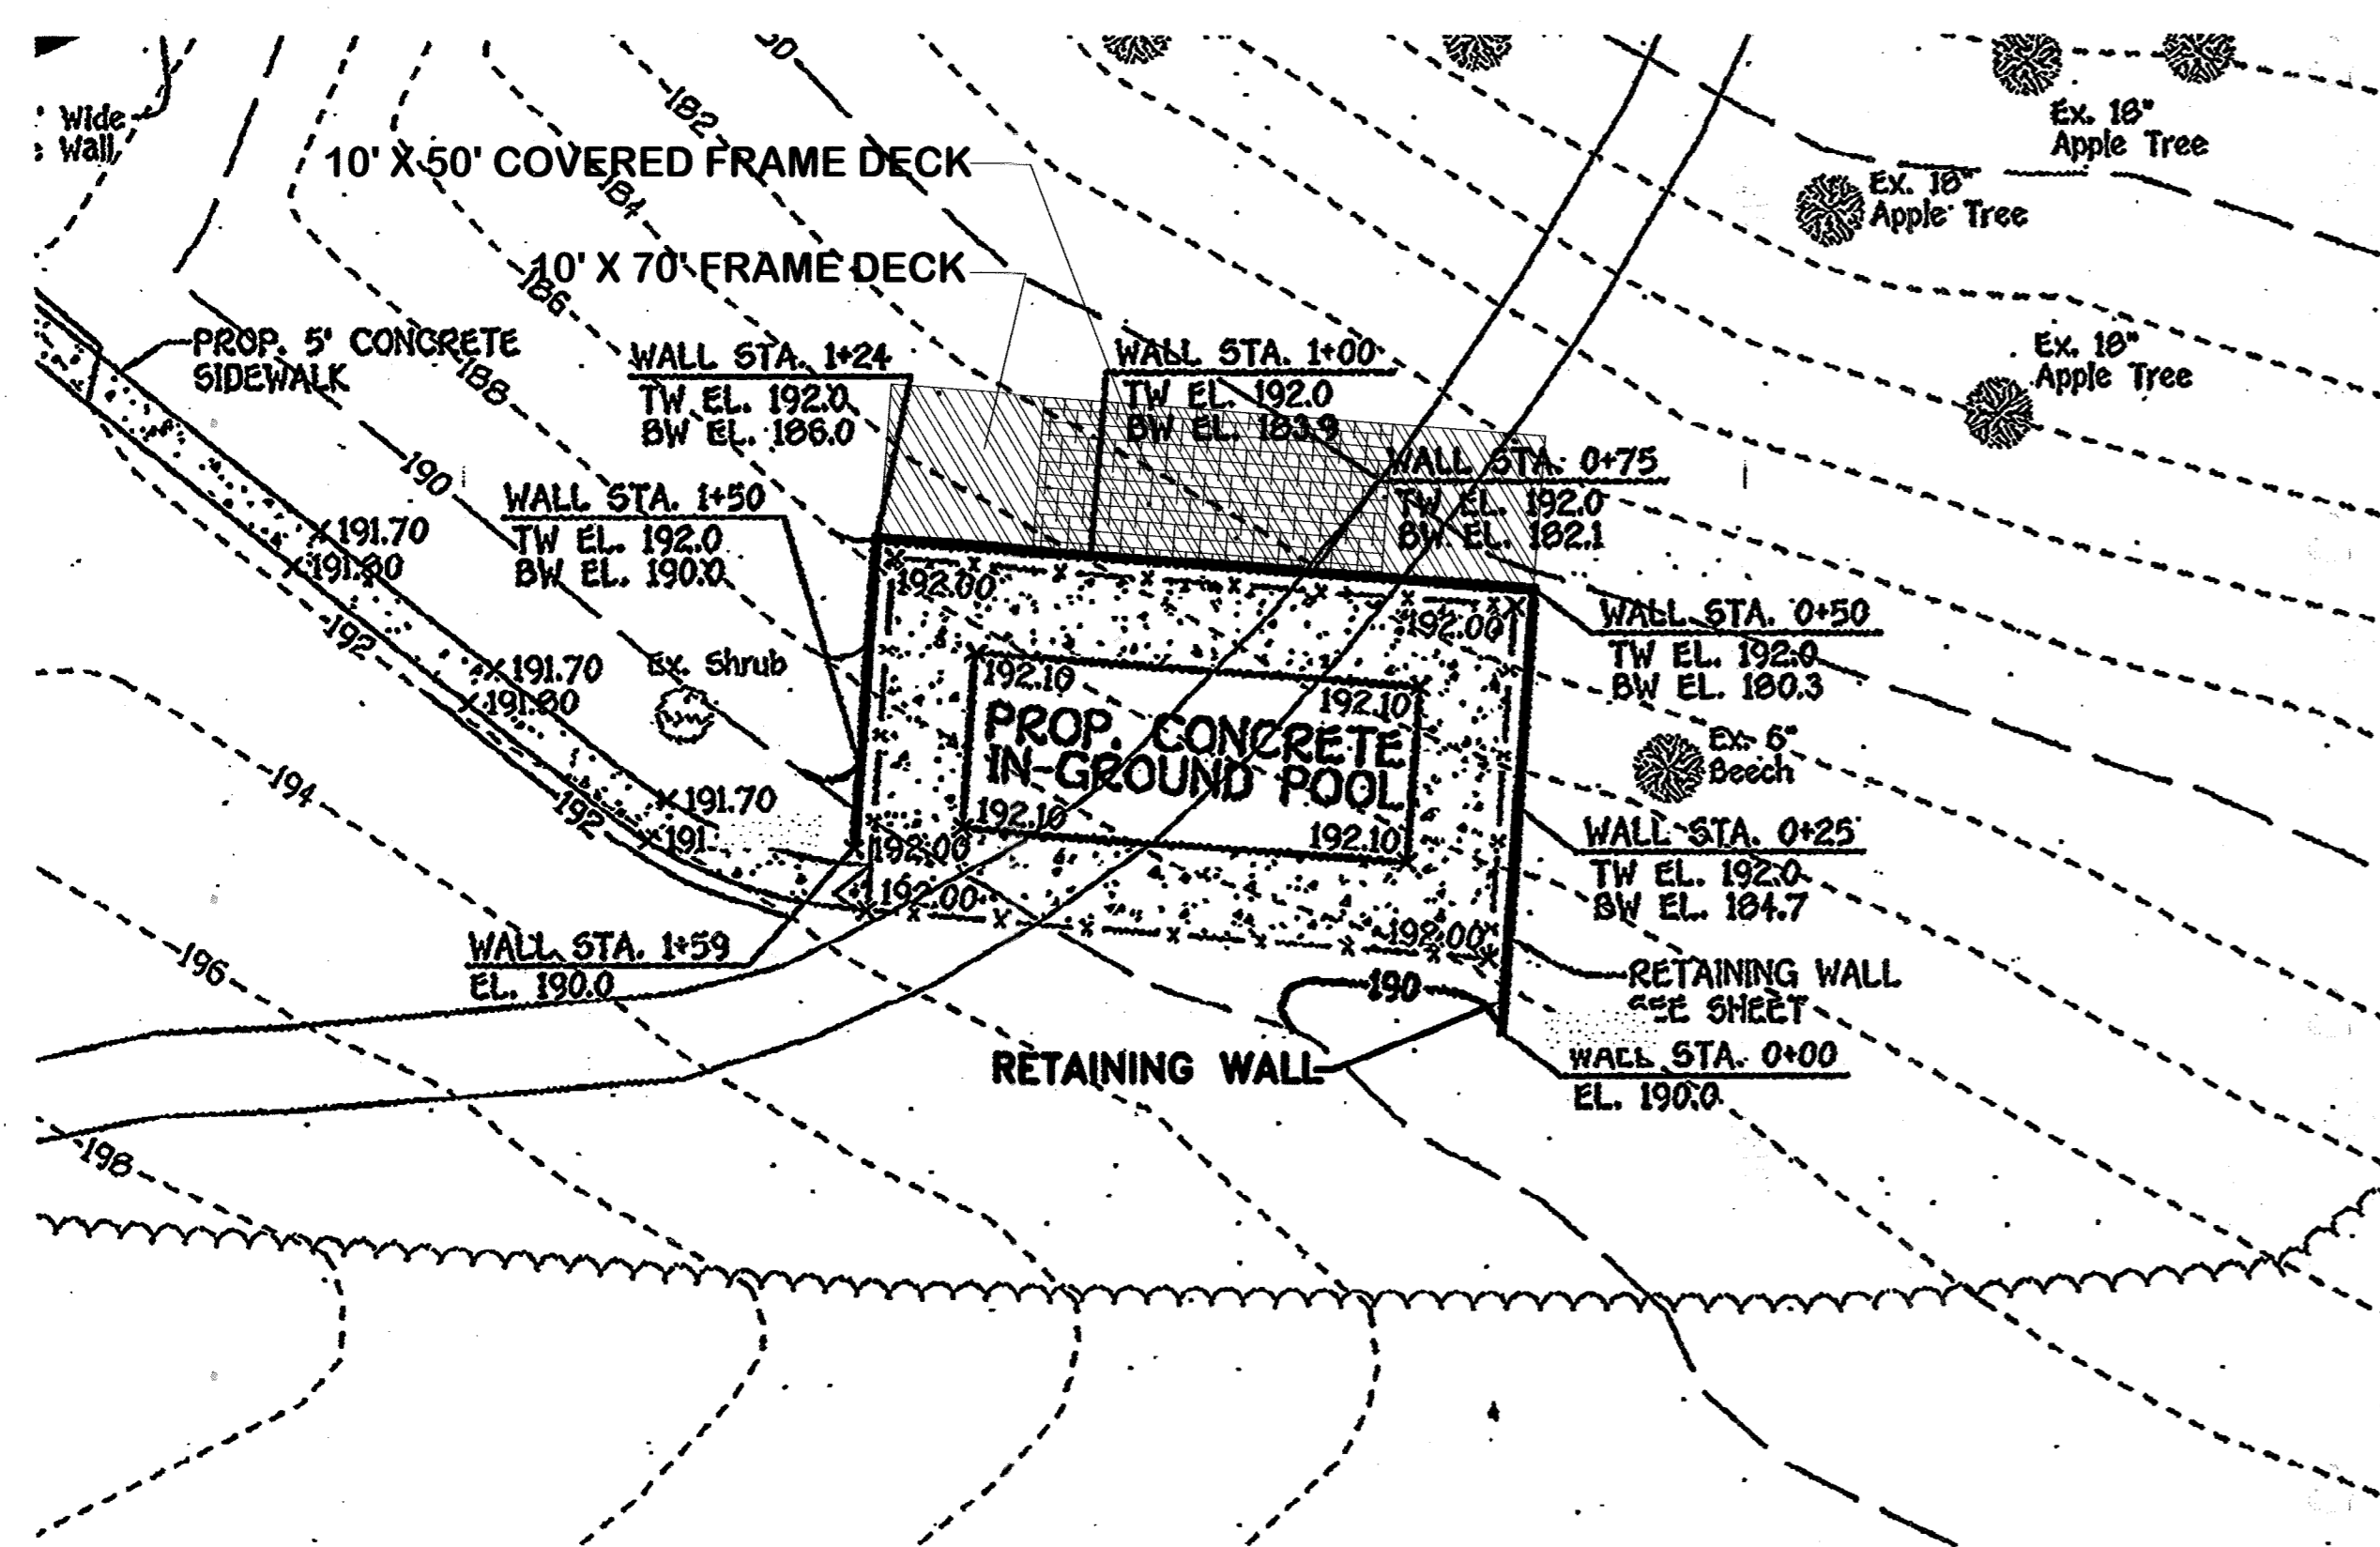 Wide
Wall
182
10' X 50' COVERED FRAME DECK
184
10' X 70' FRAME DECK
186
Ex. 18"
Apple Tree
Ex. 18"
Apple Tree
Ex. 18"
Apple Tree
PROP. 5' CONCRETE
SIDEWALK
188
WALL STA. 1+24
TW EL. 192.0
BW EL. 186.0
WALL STA. 1+00
TW EL. 192.0
BW EL. 183.9
WALL STA. 0+75
TW EL. 192.0
BW EL. 182.1
190
WALL STA. 1+50
TW EL. 192.0
BW EL. 190.0
191.70
192.00
192.00
WALL STA. 0+50
TW EL. 192.0
BW EL. 180.3
192
191.70
Ex. Shrub
192.10
192.10
PROP. CONCRETE
IN-GROUND POOL
192.10
192.10
Ex. 6"
Beech
194
192
191.70
191.
192.00
192.00
192.00
WALL STA. 0+25
TW EL. 192.0
BW EL. 184.7
196
WALL STA. 1+59
EL. 190.0
190
RETAINING WALL
SEE SHEET
RETAINING WALL
WALL STA. 0+00
EL. 190.0
198